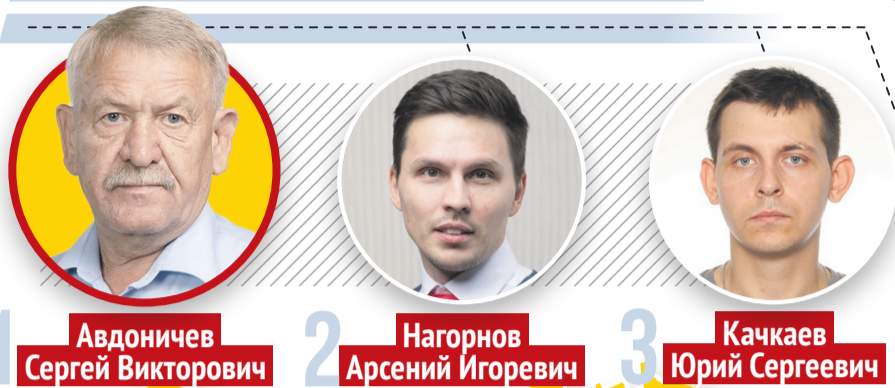 1
Авдоничев
Сергей Викторович
2
Нагорнов
Арсений Игоревич
3
Качкаев
Юрий Сергеевич